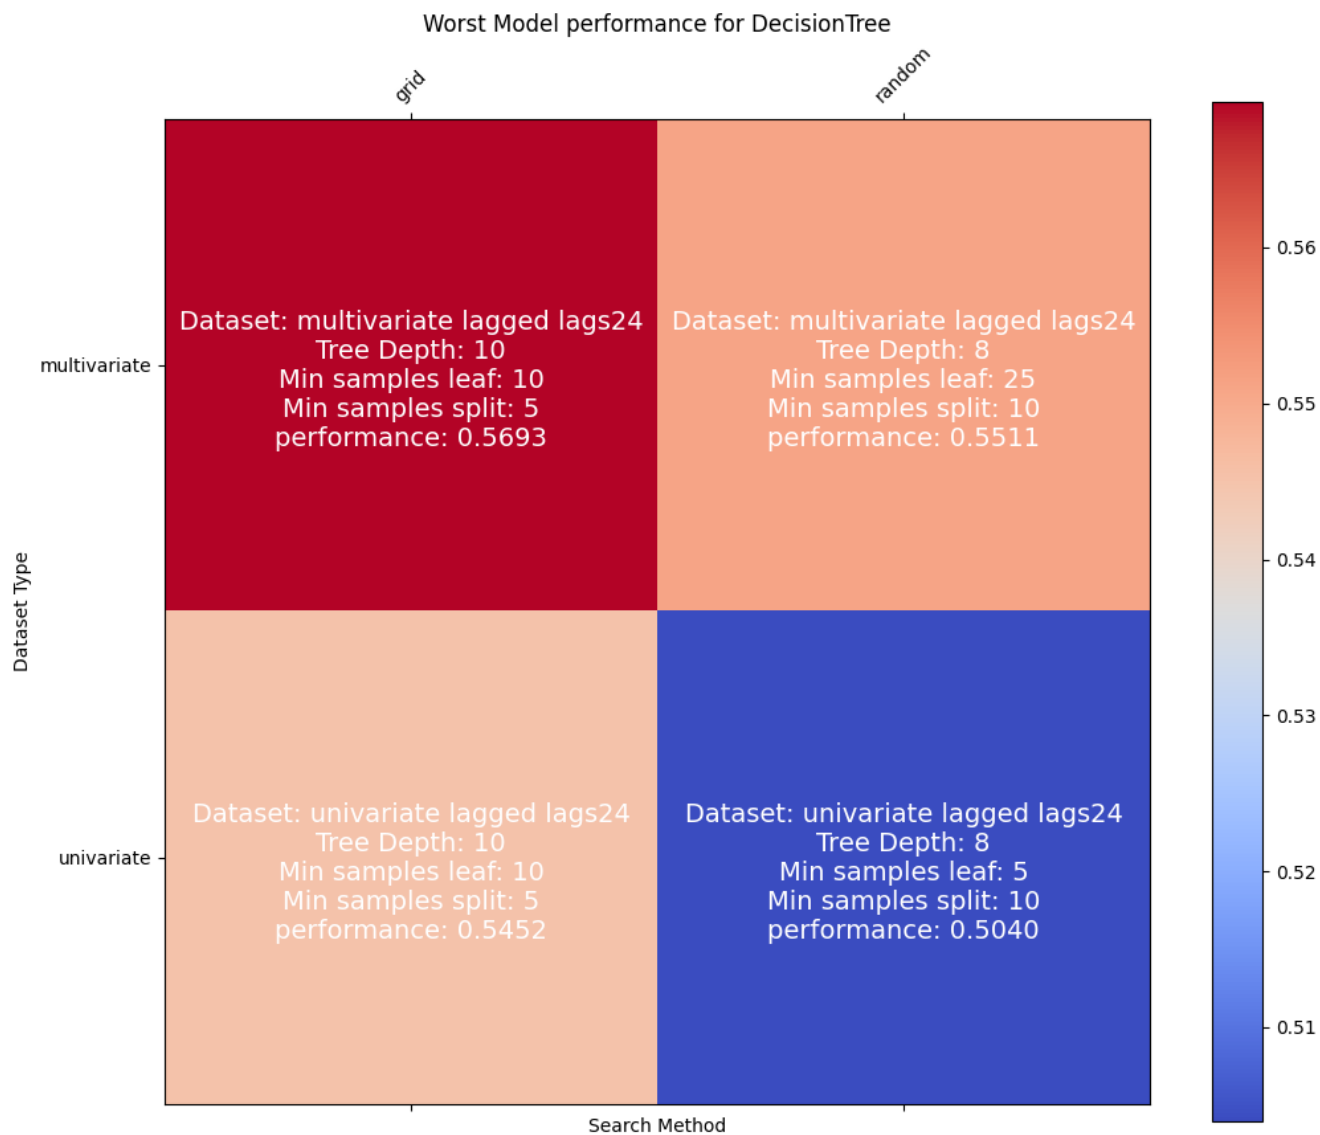 Worst Model performance for DecisionTree
grid
random
Dataset: multivariate lagged lags24
Tree Depth: 10
Min samples leaf: 10
Min samples split: 5
performance: 0.5693
Dataset: multivariate lagged lags24
Tree Depth: 8
Min samples leaf: 25
Min samples split: 10
performance: 0.5511
multivariate
Dataset: univariate lagged lags24
Tree Depth: 10
Min samples leaf: 10
Min samples split: 5
performance: 0.5452
Dataset: univariate lagged lags24
Tree Depth: 8
Min samples leaf: 5
Min samples split: 10
performance: 0.5040
univariate
Dataset Type
Search Method
0.56
0.55
0.54
0.53
0.52
0.51